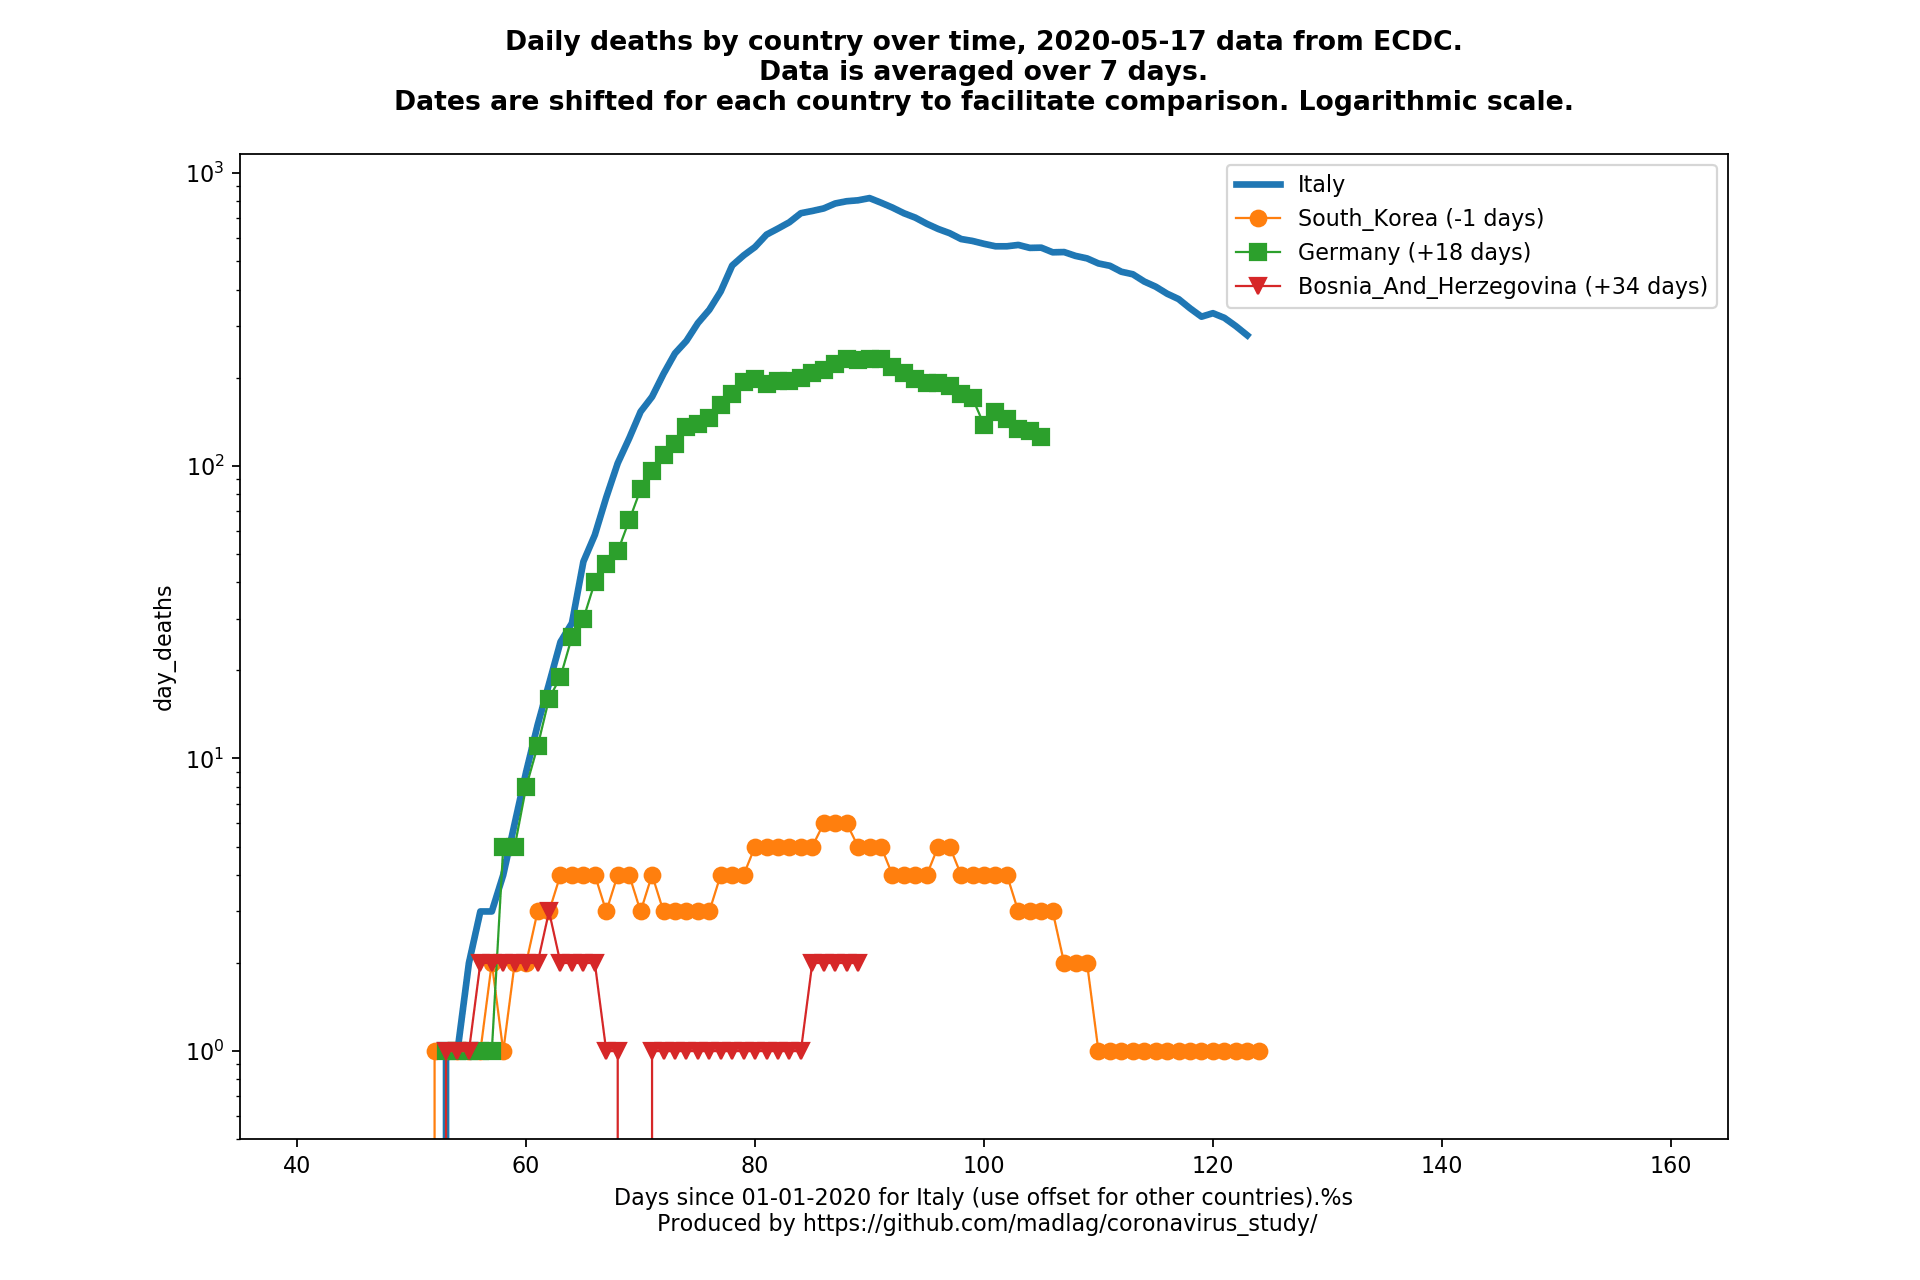 Daily deaths by country over time, 2020-05-17 data from ECDC.
Data is averaged over 7 days.
Dates are shifted for each country to facilitate comparison. Logarithmic scale.
10³
10²
10¹
10⁰
day_deaths
Italy
South_Korea (-1 days)
Germany (+18 days)
Bosnia_And_Herzegovina (+34 days)
40 60 80 100 120 140 160
Days since 01-01-2020 for Italy (use offset for other countries).%s
Produced by https://github.com/madlag/coronavirus_study/